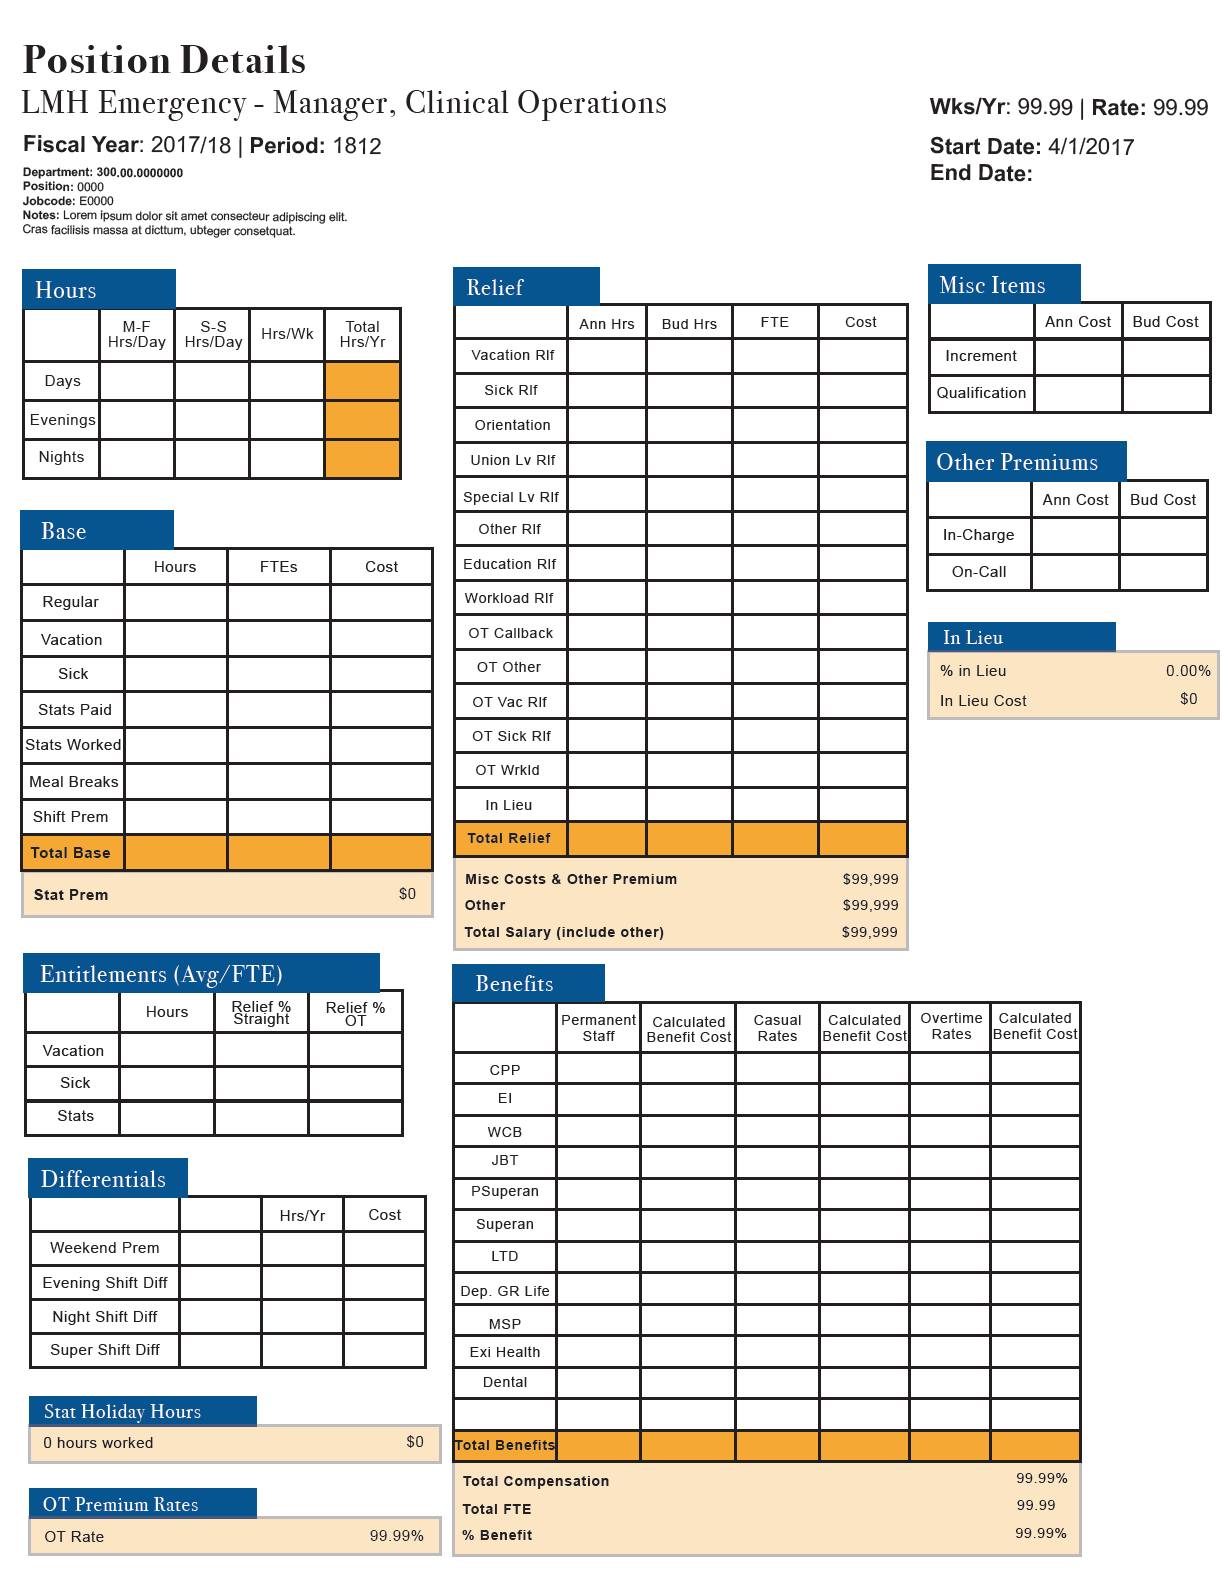 Position Details
LMH Emergency - Manager, Clinical Operations
Fiscal Year: 2017/18 | Period: 1812
Department: 300.00.0000000
Position: 0000
Jobcode: E0000
Notes: Lorem ipsum dolor sit amet consecteur adipiscing elit.
Cras facilisis massa at dicttum, ubteger consetquat.
Wks/Yr: 99.99 | Rate: 99.99
Start Date: 4/1/2017
End Date:
Hours
M-F Hrs/Day S-S Hrs/Day Hrs/Wk Total Hrs/Yr
Days
Evenings
Nights
Base
Hours FTEs Cost
Regular
Vacation
Sick
Stats Paid
Stats Worked
Meal Breaks
Shift Prem
Total Base
Stat Prem $0
Entitlements (Avg/FTE)
Hours Relief % Straight Relief % OT
Vacation
Sick
Stats
Differentials
Hrs/Yr Cost
Weekend Prem
Evening Shift Diff
Night Shift Diff
Super Shift Diff
Stat Holiday Hours
0 hours worked $0
OT Premium Rates
OT Rate 99.99%
Relief
Ann Hrs Bud Hrs FTE Cost
Vacation Rlf
Sick Rlf
Orientation
Union Lv Rlf
Special Lv Rlf
Other Rlf
Education Rlf
Workload Rlf
OT Callback
OT Other
OT Vac Rlf
OT Sick Rlf
OT Wrkld
In Lieu
Total Relief
Misc Costs & Other Premium $99,999
Other $99,999
Total Salary (include other) $99,999
Benefits
Permanent Staff Calculated Benefit Cost Casual Rates Calculated Benefit Cost Overtime Rates Calculated Benefit Cost
CPP
EI
WCB
JBT
PSuperan
Superan
LTD
Dep. GR Life
MSP
Exi Health
Dental
Total Benefits
Total Compensation 99.99%
Total FTE 99.99
% Benefit 99.99%
Misc Items
Ann Cost Bud Cost
Increment
Qualification
Other Premiums
Ann Cost Bud Cost
In-Charge
On-Call
In Lieu
% in Lieu 0.00%
In Lieu Cost $0